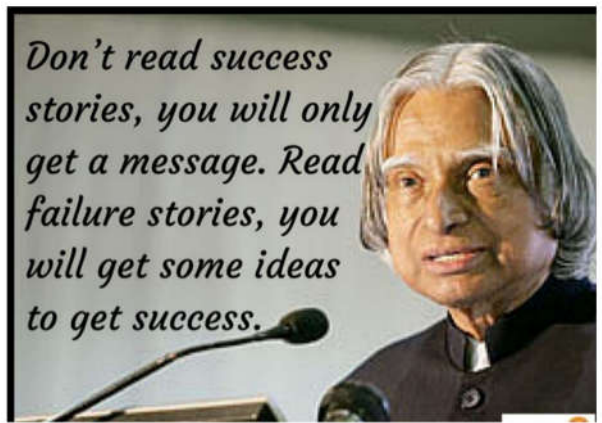 Don't read success
stories, you will only
get a message. Read
failure stories, you
will get some ideas
to get success.